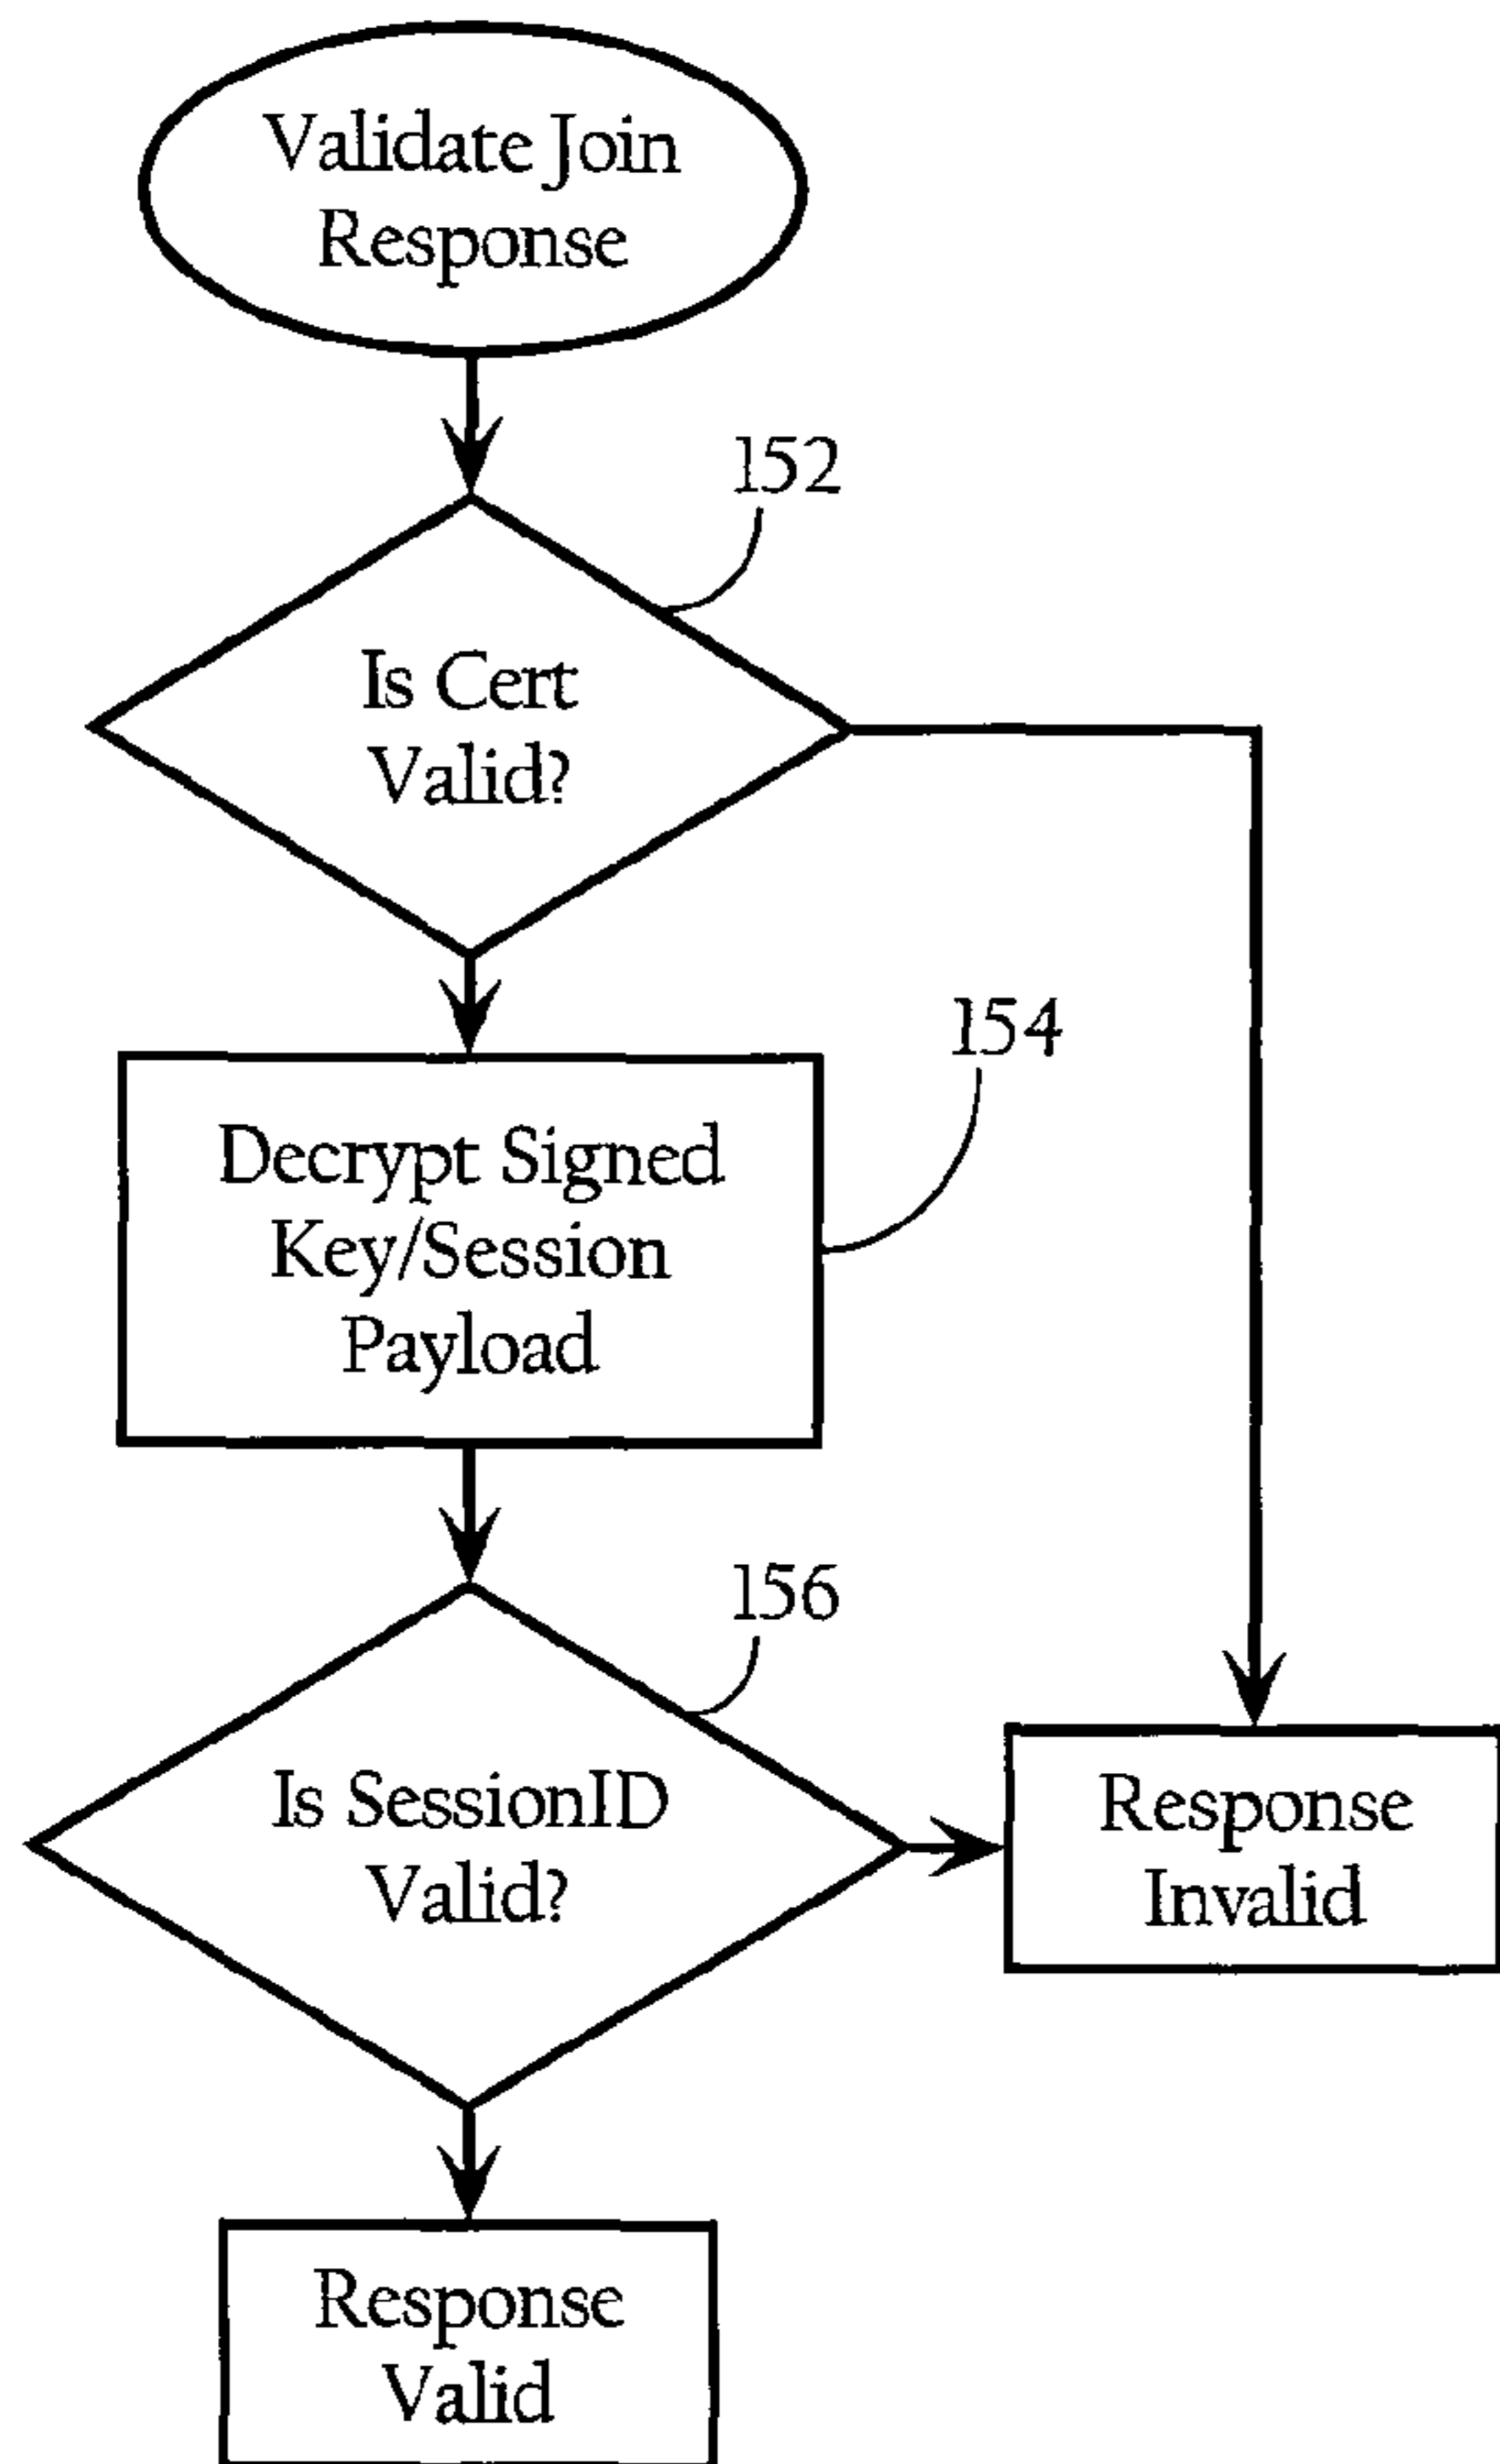 Validate Join
Response
152
Is Cert
Valid?
154
Decrypt Signed
Key/Session
Payload
156
Is SessionID
Valid?
Response
Invalid
Response
Valid